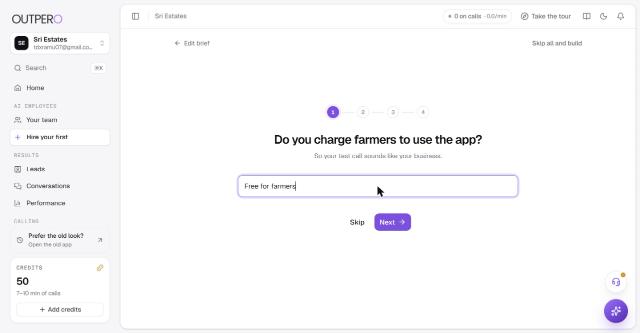 OUTPERO
SE
Sri Estates
Search
⌘K
Home
AI EMPLOYEES
Your team
Hire your first
RESULTS
Leads
Conversations
Performance
CALLING
Prefer the old look?
Open the old app
CREDITS
50
7–10 min of calls
+ Add credits
Sri Estates
0 on calls
Take the tour
Edit brief
Skip all and build
1 2 3 4
Do you charge farmers to use the app?
So your test call sounds like your business.
Free for farmers
Skip
Next